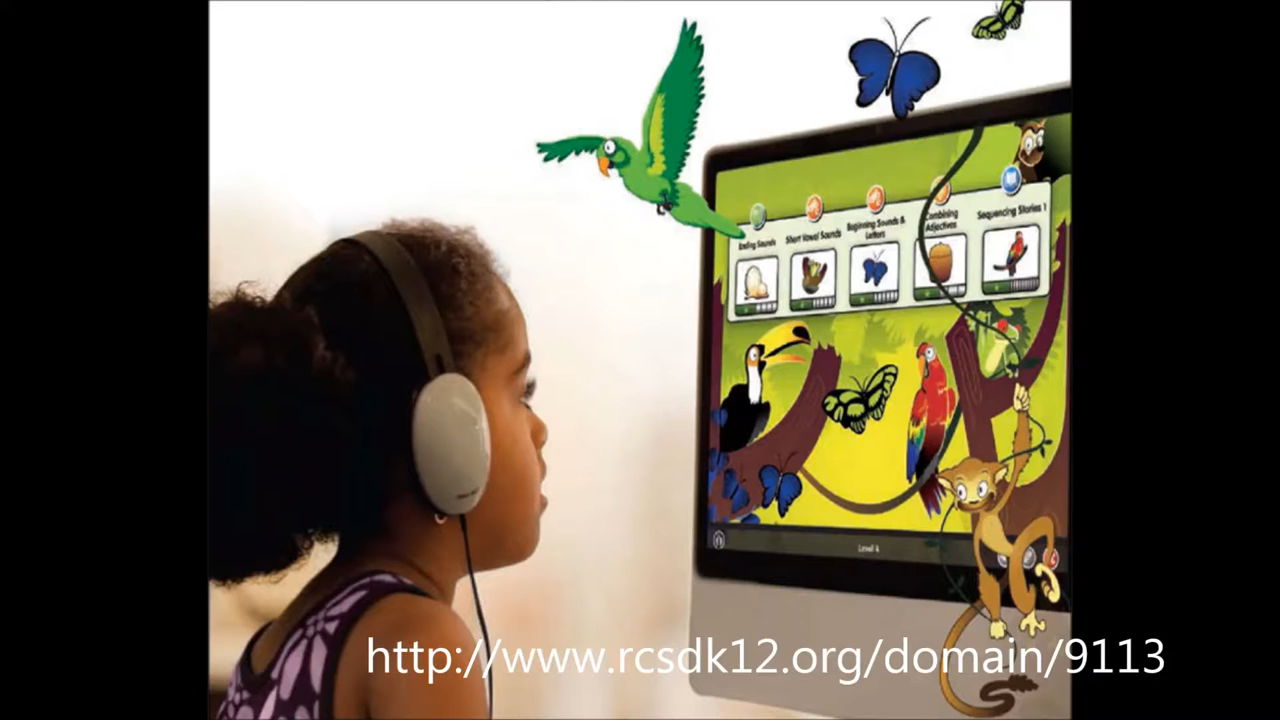 Ending Sounds
Short Vowel Sounds
Beginning Sounds &
Letters
Combining
Adjectives
Sequencing Stories 1
Level 4
http://www.rcsdk12.org/domain/9113